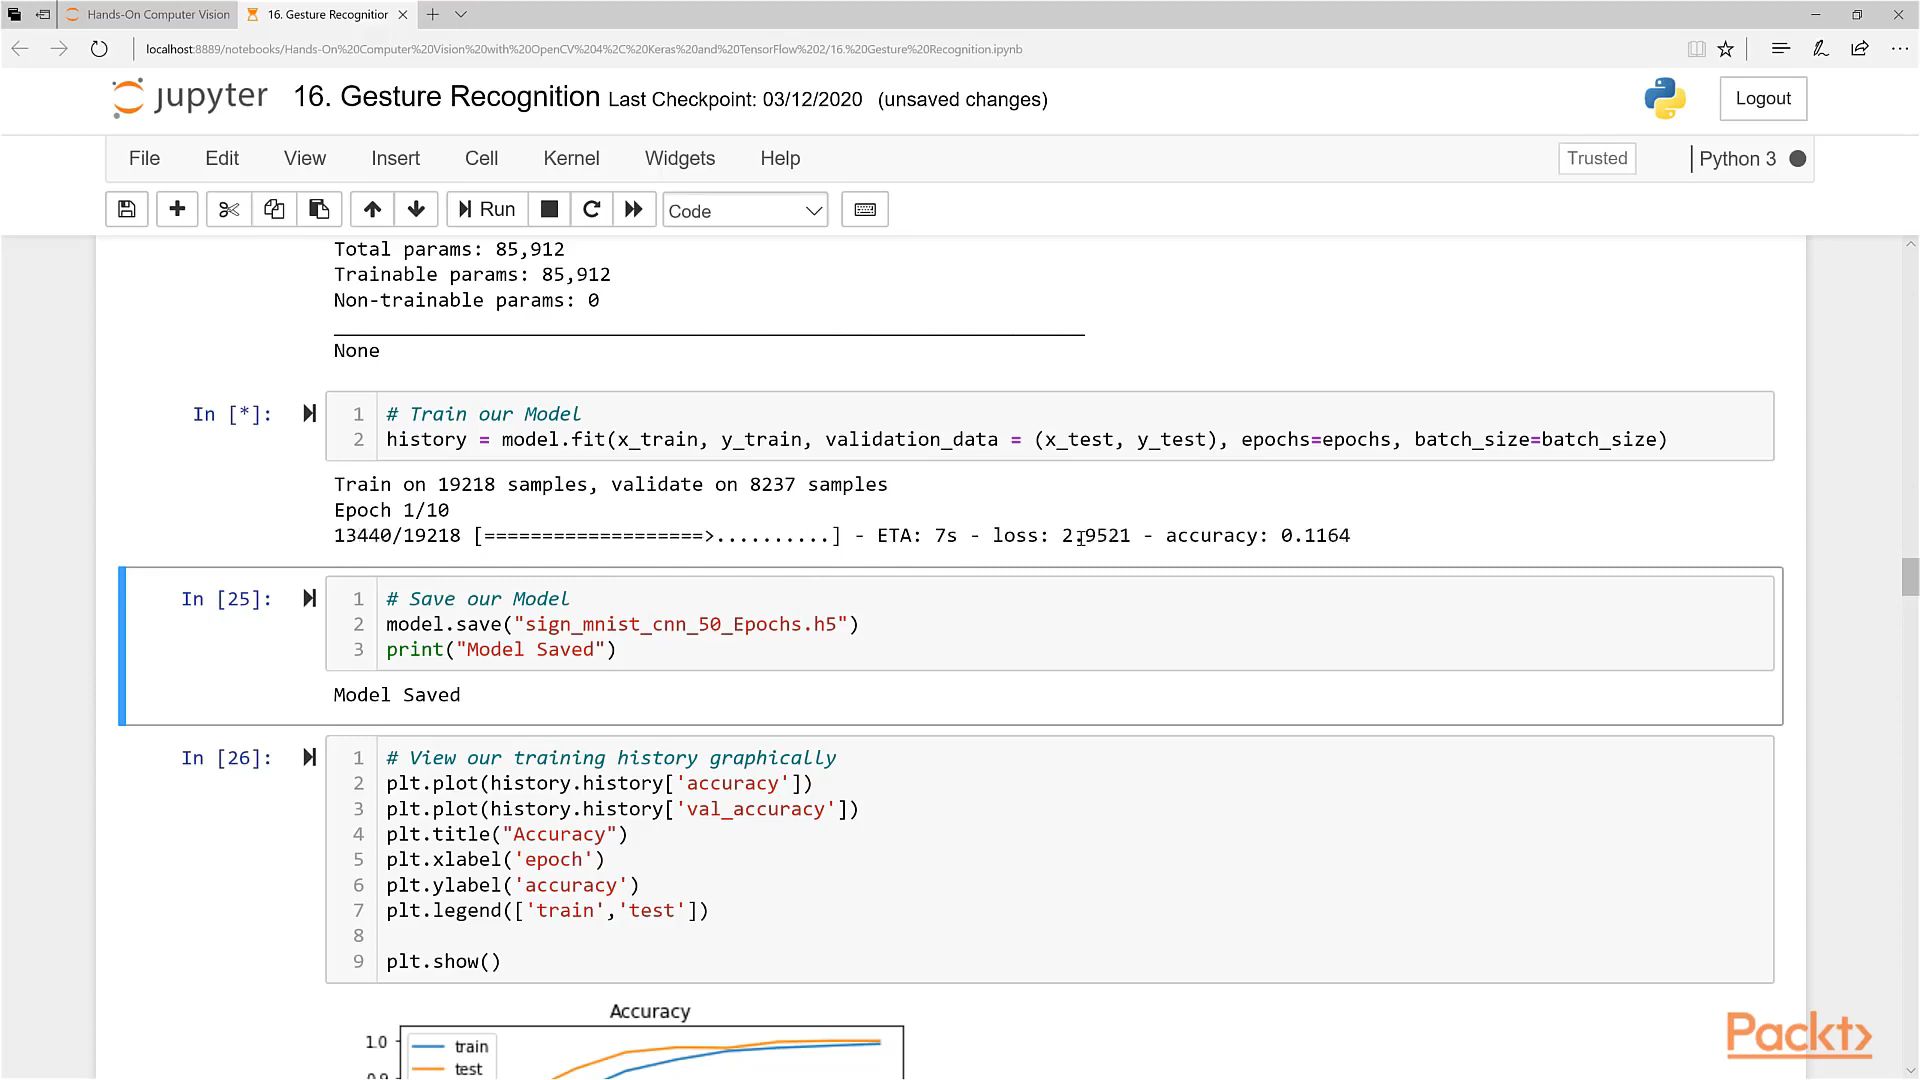 Hands-On Computer Vision
16. Gesture Recognition
localhost:8889/notebooks/Hands-On%20Computer%20Vision%20with%20OpenCV%204%2C%20Keras%20and%20TensorFlow%202/16.%20Gesture%20Recognition.ipynb
jupyter 16. Gesture Recognition Last Checkpoint: 03/12/2020 (unsaved changes)
Logout
File Edit View Insert Cell Kernel Widgets Help
Trusted
Python 3
Run
Code
Total params: 85,912
Trainable params: 85,912
Non-trainable params: 0
None
In [*]:
1 # Train our Model
2 history = model.fit(x_train, y_train, validation_data = (x_test, y_test), epochs=epochs, batch_size=batch_size)
Train on 19218 samples, validate on 8237 samples
Epoch 1/10
13440/19218 [===================>..........] - ETA: 7s - loss: 2.9521 - accuracy: 0.1164
In [25]:
1 # Save our Model
2 model.save("sign_mnist_cnn_50_Epochs.h5")
3 print("Model Saved")
Model Saved
In [26]:
1 # View our training history graphically
2 plt.plot(history.history['accuracy'])
3 plt.plot(history.history['val_accuracy'])
4 plt.title("Accuracy")
5 plt.xlabel('epoch')
6 plt.ylabel('accuracy')
7 plt.legend(['train','test'])
8
9 plt.show()
Accuracy
1.0
train
test
Packt>